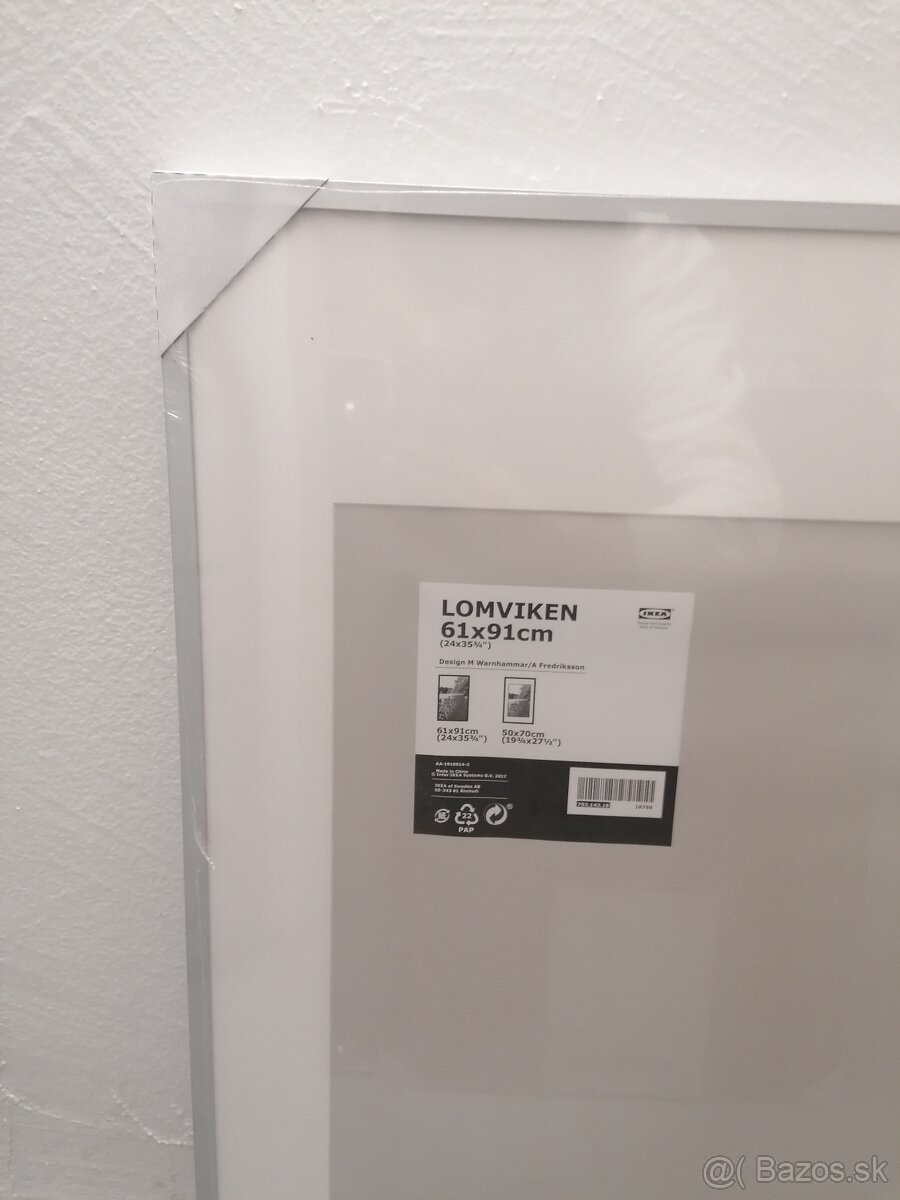 LOMVIKEN
61x91cm
(24x35¾")
IKEA
Design M Warnhammar/A Fredriksson
61x91cm
(24x35¾")
50x70cm
(19¾x27½")
Made in China
© Inter IKEA Systems B.V. 2017
IKEA of Sweden AB
SE-343 81 Älmhult
22
PAP
16750
@( Bazos.sk